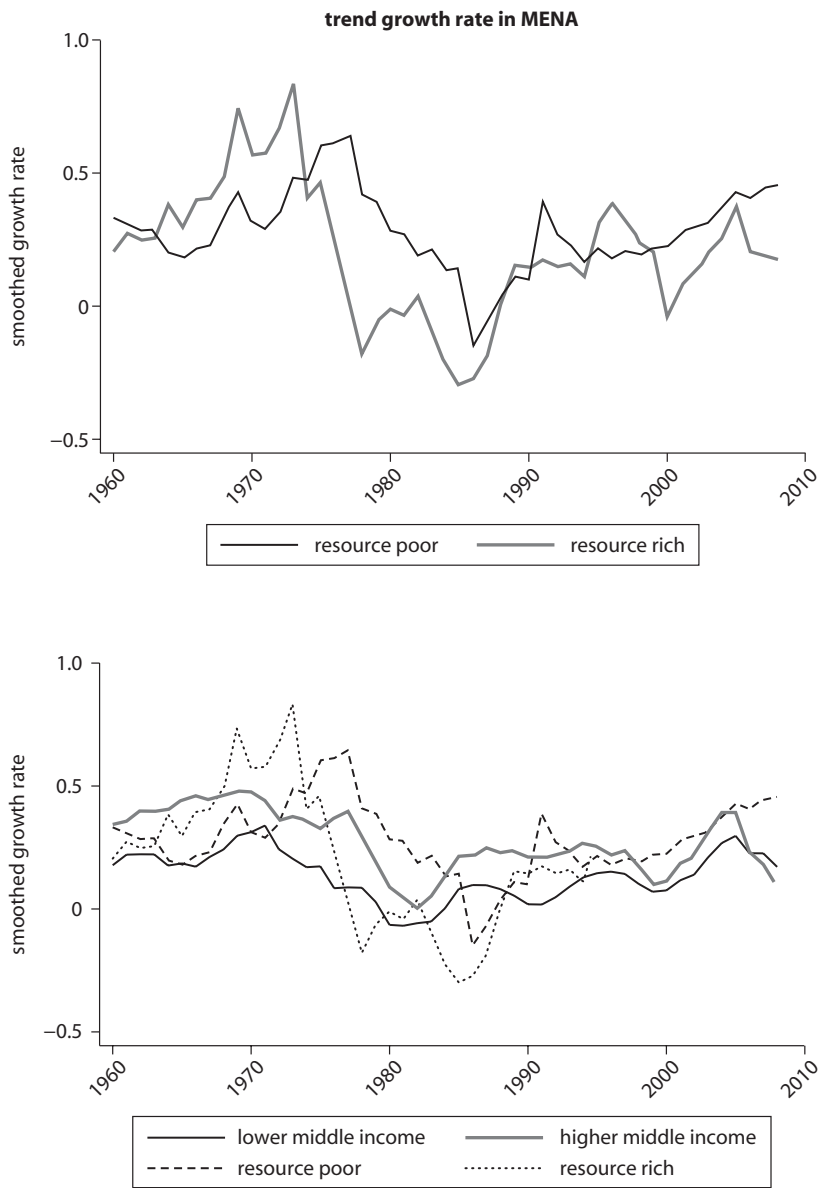 trend growth rate in MENA
1.0
0.5
0
−0.5
smoothed growth rate
1960
1970
1980
1990
2000
2010
resource poor
resource rich
1.0
0.5
0
−0.5
smoothed growth rate
1960
1970
1980
1990
2000
2010
lower middle income
higher middle income
resource poor
resource rich